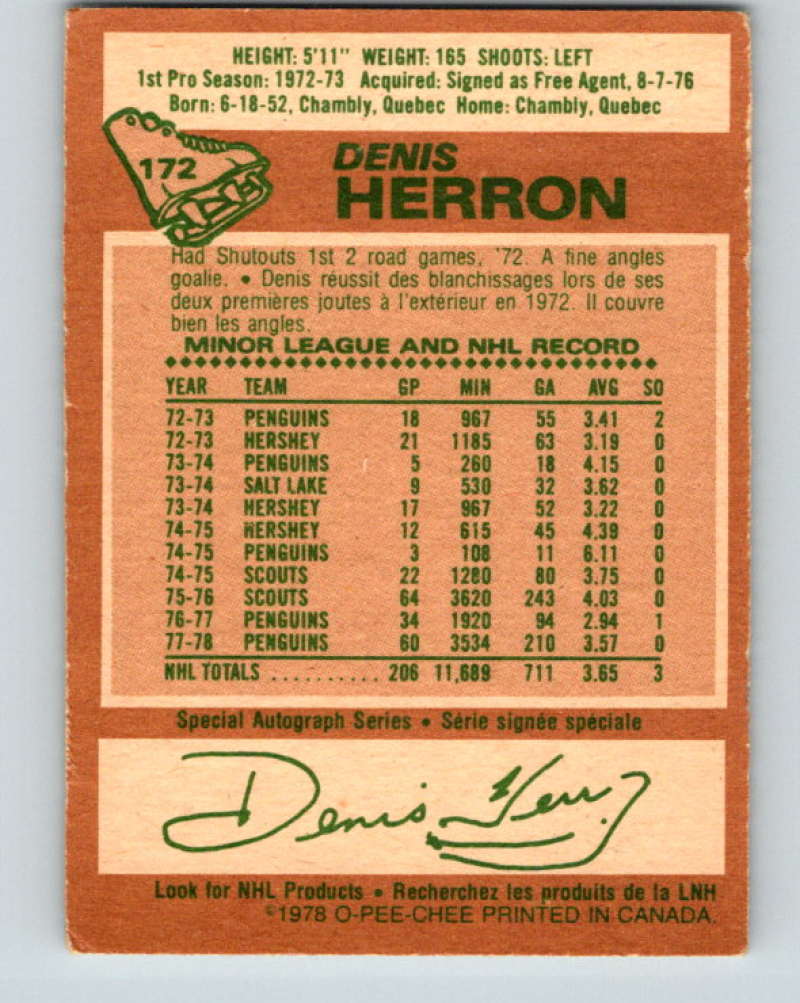 HEIGHT: 5'11" WEIGHT: 165 SHOOTS: LEFT
1st Pro Season: 1972-73 Acquired: Signed as Free Agent, 8-7-76
Born: 6-18-52, Chambly, Quebec Home: Chambly, Quebec
172
DENIS
HERRON
Had Shutouts 1st 2 road games, '72. A fine angles
goalie. • Denis réussit des blanchissages lors de ses
deux premières joutes à l'extérieur en 1972. Il couvre
bien les angles.
MINOR LEAGUE AND NHL RECORD
YEAR TEAM GP MIN GA AVG SO
72-73 PENGUINS 18 967 55 3.41 2
72-73 HERSHEY 21 1185 63 3.19 0
73-74 PENGUINS 5 260 18 4.15 0
73-74 SALT LAKE 9 530 32 3.62 0
73-74 HERSHEY 17 967 52 3.22 0
74-75 HERSHEY 12 615 45 4.39 0
74-75 PENGUINS 3 108 11 6.11 0
74-75 SCOUTS 22 1280 80 3.75 0
75-76 SCOUTS 64 3620 243 4.03 0
76-77 PENGUINS 34 1920 94 2.94 1
77-78 PENGUINS 60 3534 210 3.57 0
NHL TOTALS .......... 206 11,689 711 3.65 3
Special Autograph Series • Série signée spéciale
Denis Herron
Look for NHL Products • Recherchez les produits de la LNH
©1978 O-PEE-CHEE PRINTED IN CANADA.